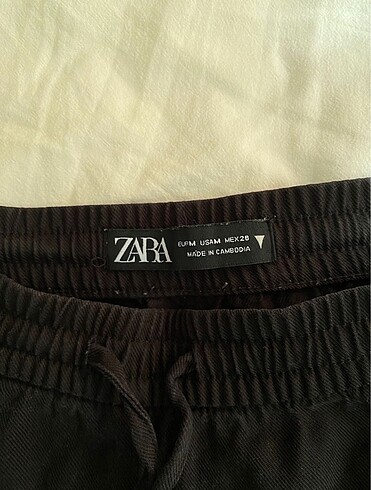 ZARA
EUR M USA M MEX 28
MADE IN CAMBODIA